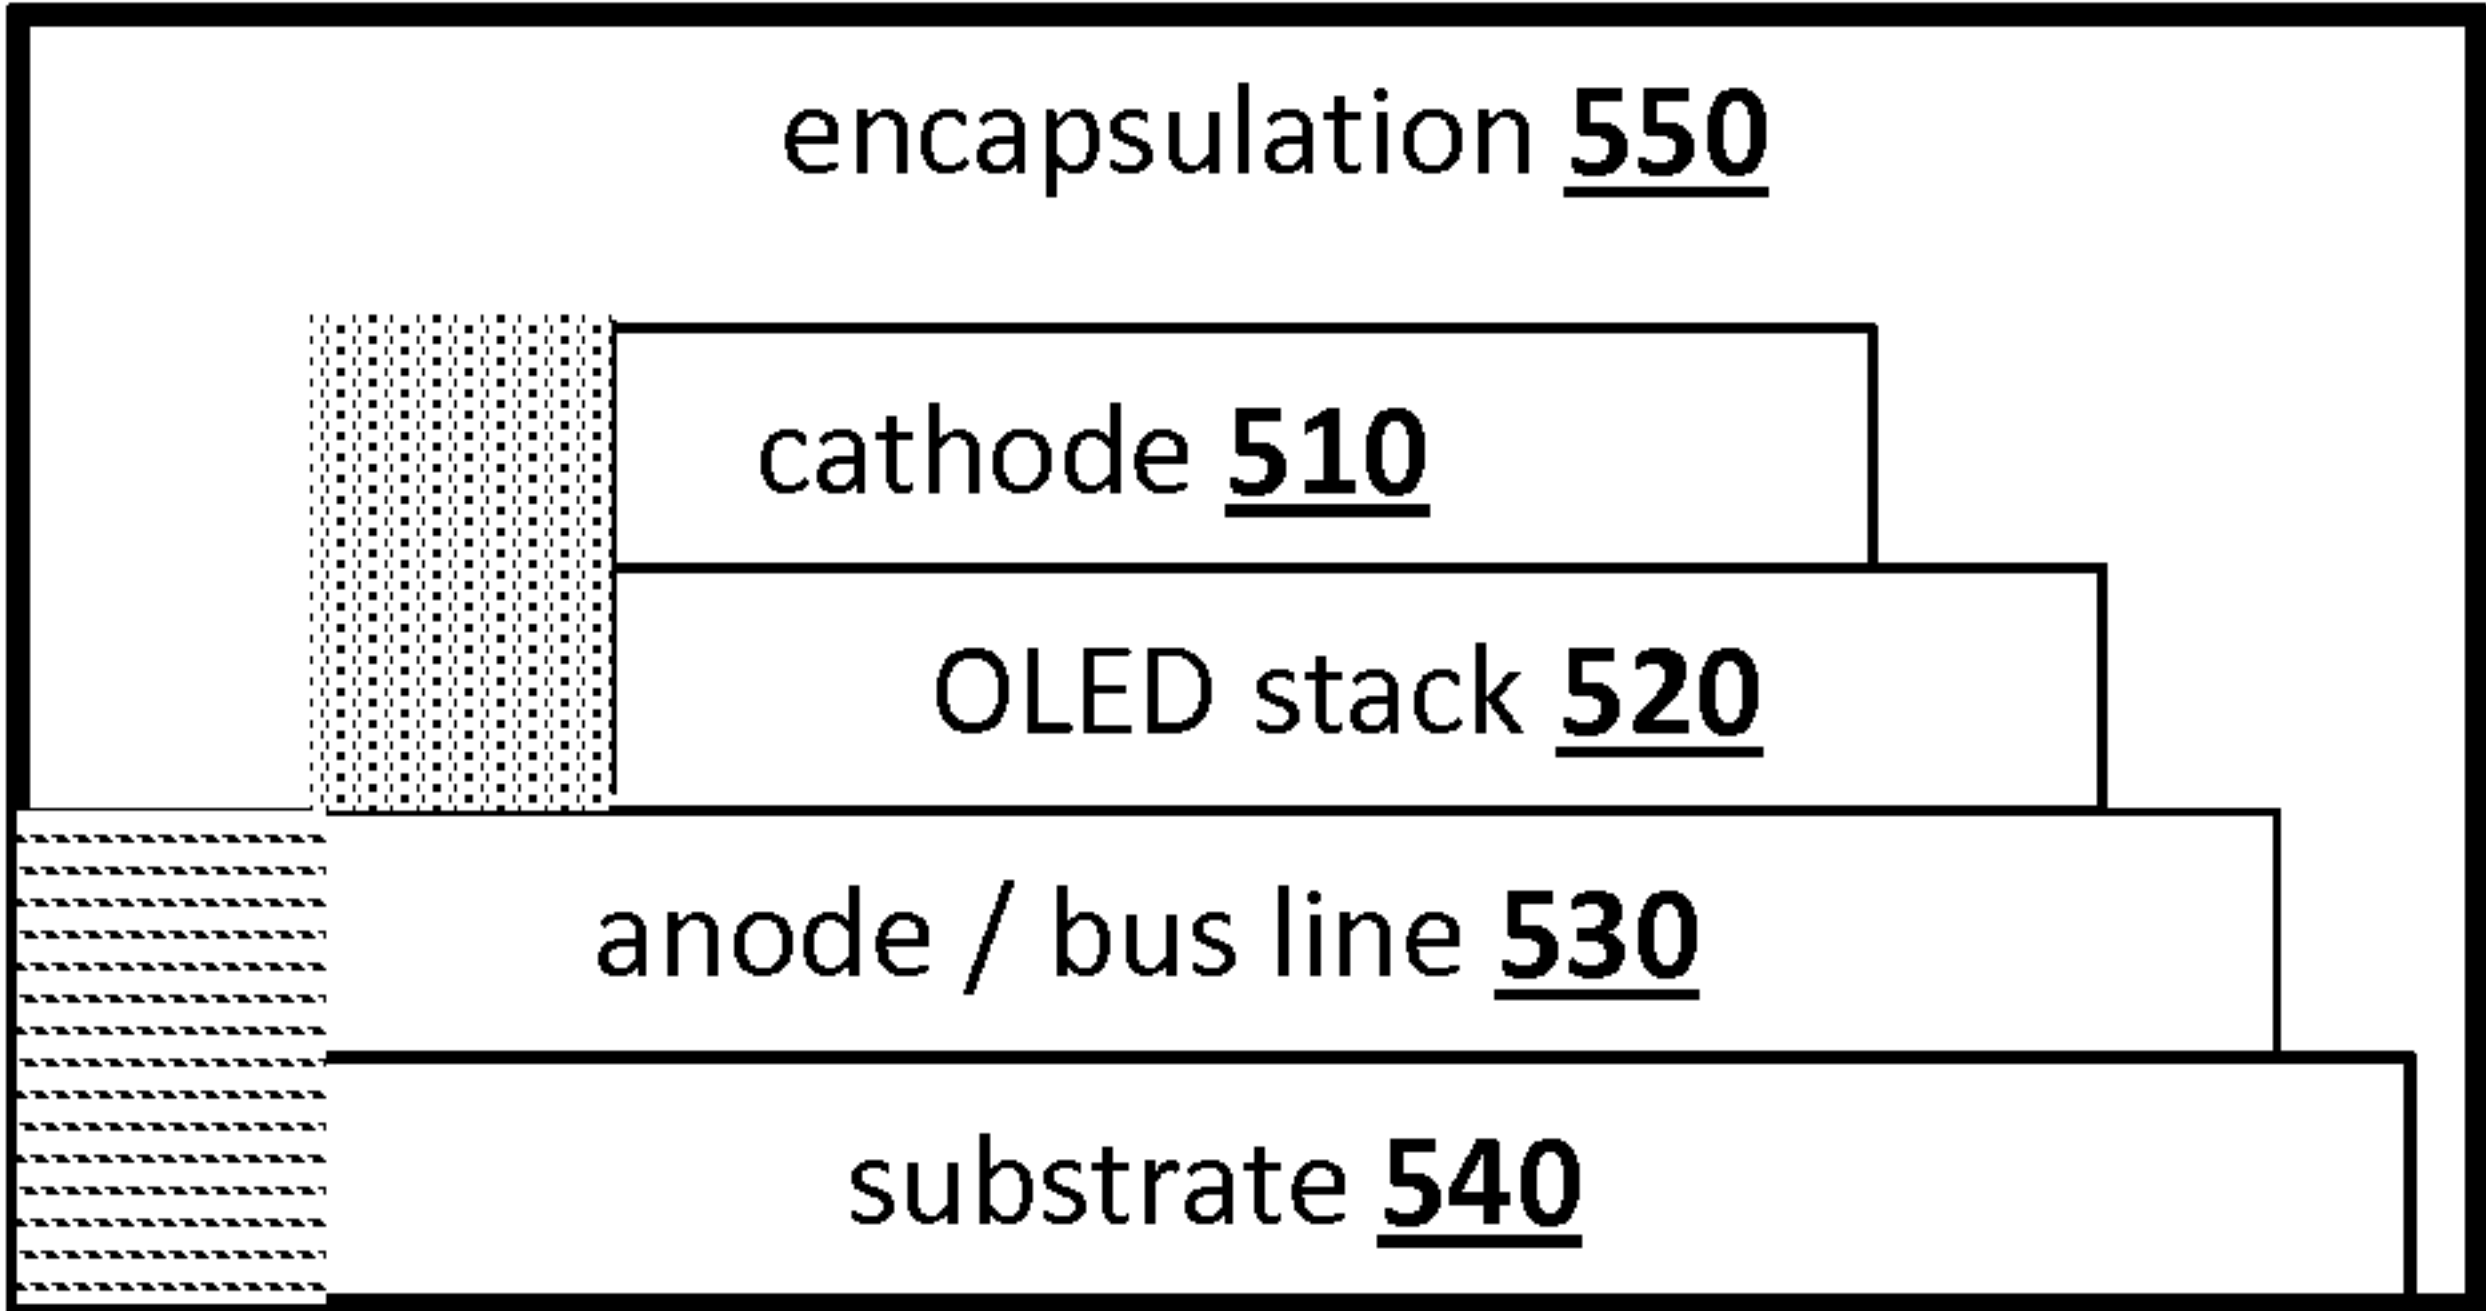 encapsulation 550
cathode 510
OLED stack 520
anode / bus line 530
substrate 540